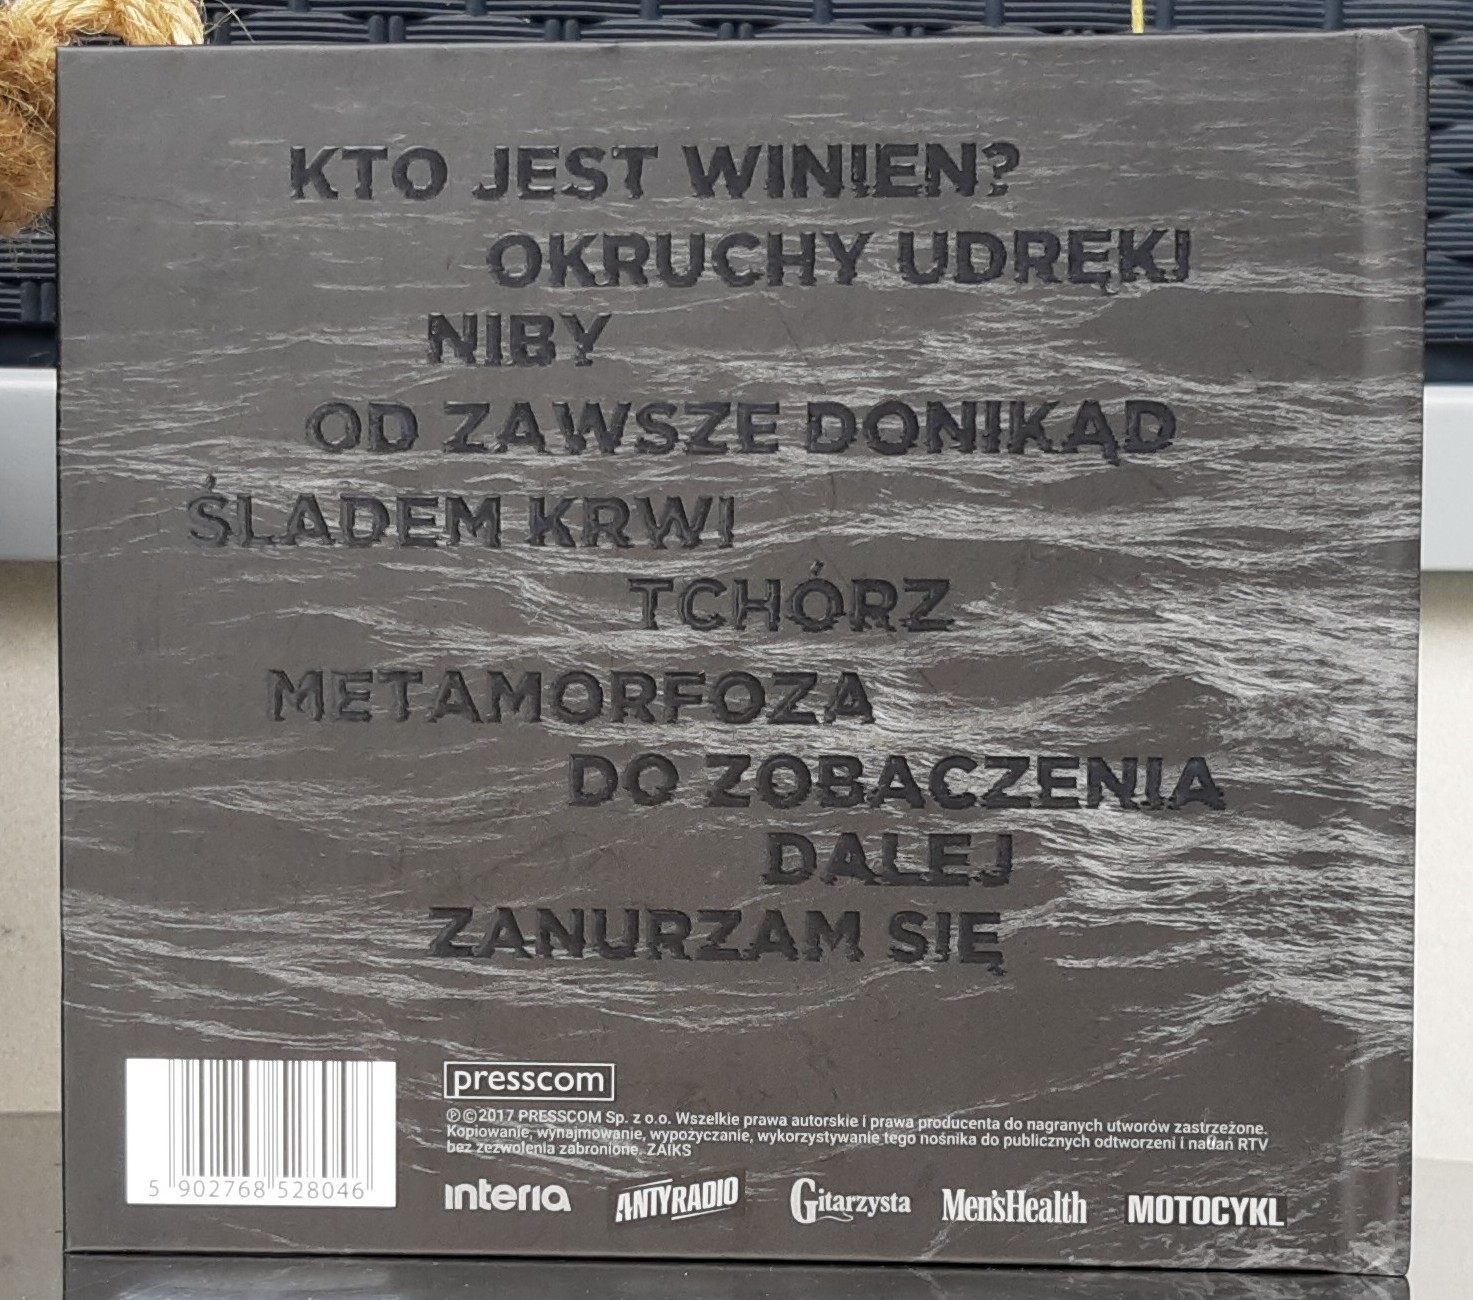 KTO JEST WINIEN?
OKRUCHY UDRĘKI
NIBY
OD ZAWSZE DONIKĄD
ŚLADEM KRWI
TCHÓRZ
METAMORFOZA
DO ZOBACZENIA
DALEJ
ZANURZAM SIĘ
presscom
℗©2017 PRESSCOM Sp. z o.o. Wszelkie prawa autorskie i prawa producenta do nagranych utworów zastrzeżone.
Kopiowanie, wynajmowanie, wypożyczanie, wykorzystywanie tego nośnika do publicznych odtworzeni i nadań RTV
bez zezwolenia zabronione. ZAIKS
5 902768 528046
interia ANTYRADIO Gitarzysta Men'sHealth MOTOCYKL